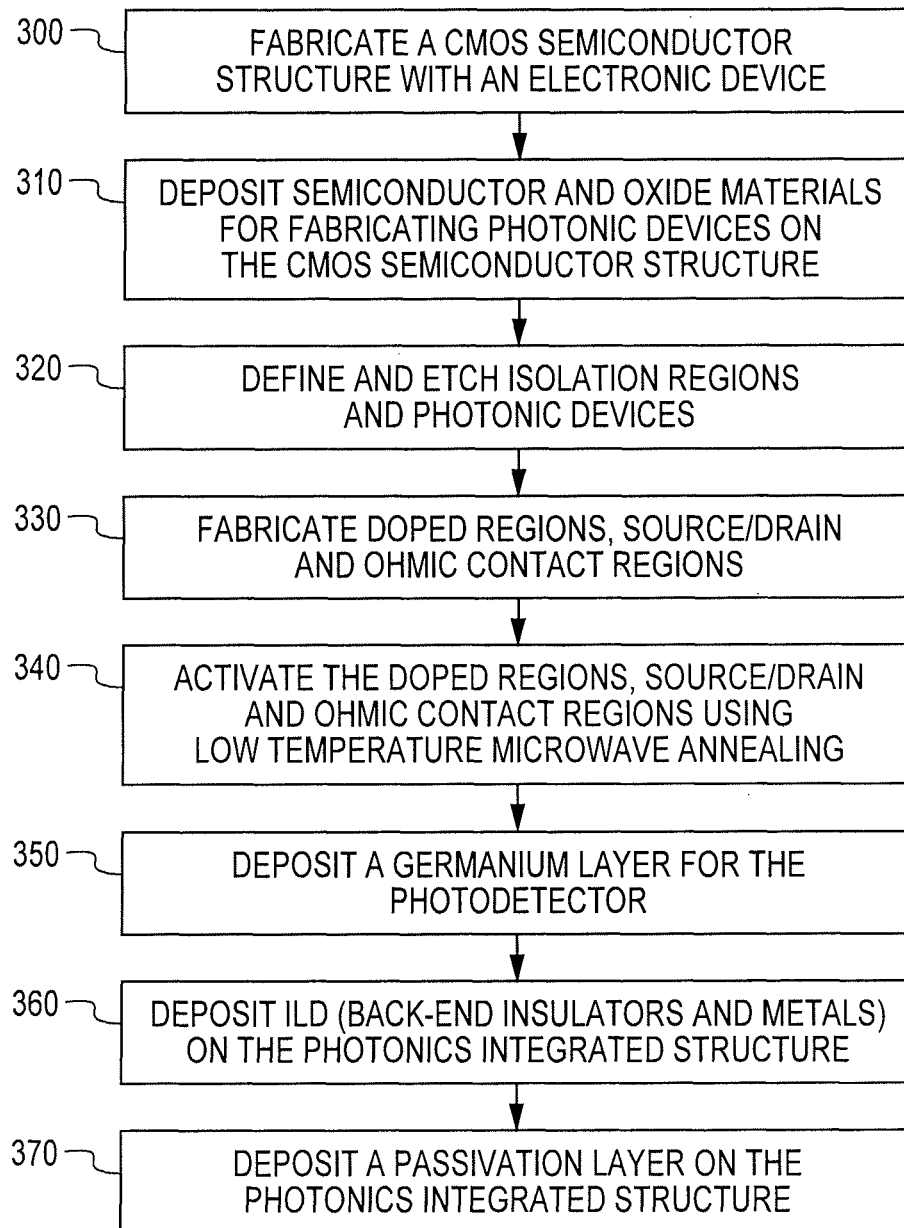 300
FABRICATE A CMOS SEMICONDUCTOR
STRUCTURE WITH AN ELECTRONIC DEVICE
310
DEPOSIT SEMICONDUCTOR AND OXIDE MATERIALS
FOR FABRICATING PHOTONIC DEVICES ON
THE CMOS SEMICONDUCTOR STRUCTURE
320
DEFINE AND ETCH ISOLATION REGIONS
AND PHOTONIC DEVICES
330
FABRICATE DOPED REGIONS, SOURCE/DRAIN
AND OHMIC CONTACT REGIONS
340
ACTIVATE THE DOPED REGIONS, SOURCE/DRAIN
AND OHMIC CONTACT REGIONS USING
LOW TEMPERATURE MICROWAVE ANNEALING
350
DEPOSIT A GERMANIUM LAYER FOR THE
PHOTODETECTOR
360
DEPOSIT ILD (BACK-END INSULATORS AND METALS)
ON THE PHOTONICS INTEGRATED STRUCTURE
370
DEPOSIT A PASSIVATION LAYER ON THE
PHOTONICS INTEGRATED STRUCTURE